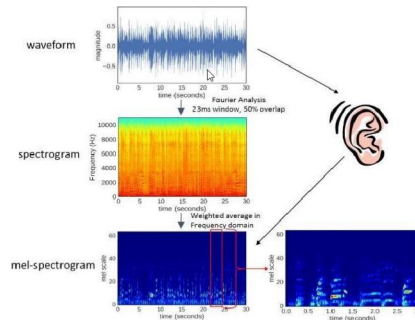 waveform
magnitude
0.5
0.0
−0.5
0 5 10 15 20 25 30
time (seconds)
Fourier Analysis
23ms window, 50% overlap
spectrogram
Frequency (Hz)
10000
8000
6000
4000
2000
0
0 5 10 15 20 25 30
time (seconds)
Weighted average in
Frequency domain
mel-spectrogram
mel scale
60
40
20
0
0 5 10 15 20 25 30
time (seconds)
mel scale
60
40
20
0
0.0 0.5 1.0 1.5 2.0 2.5
time (seconds)